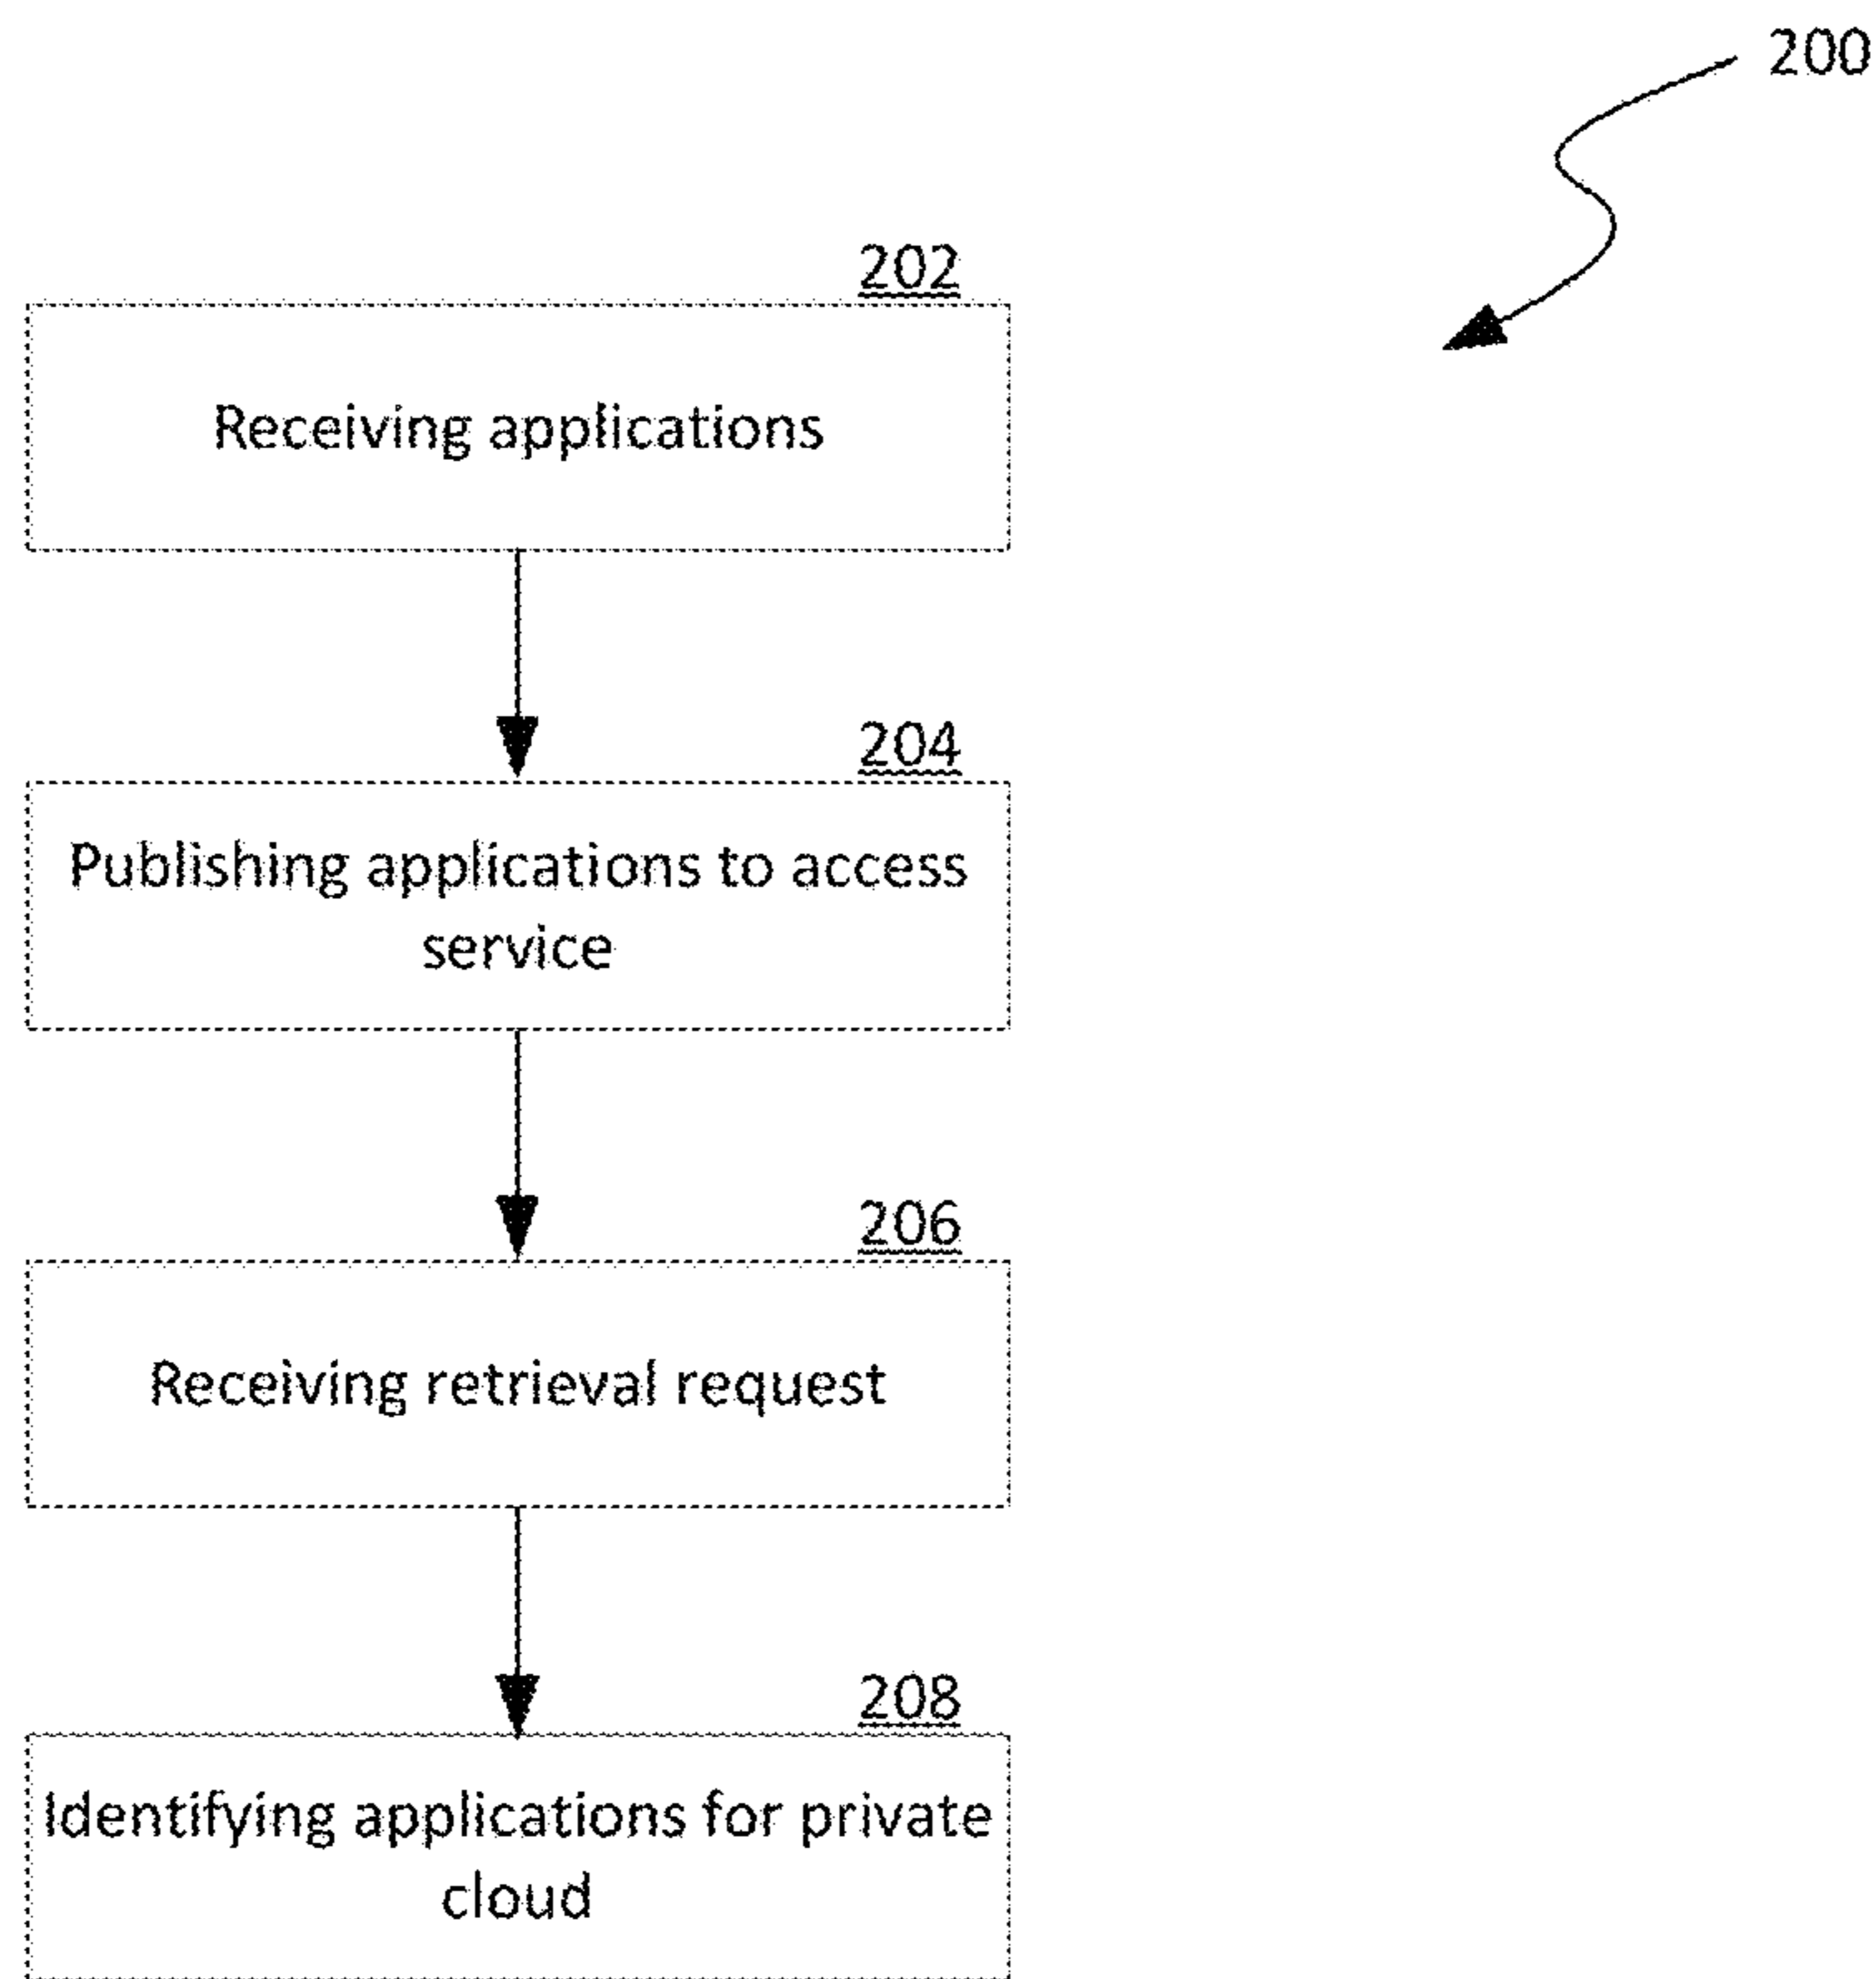 200
202
Receiving applications
204
Publishing applications to access
service
206
Receiving retrieval request
208
Identifying applications for private
cloud